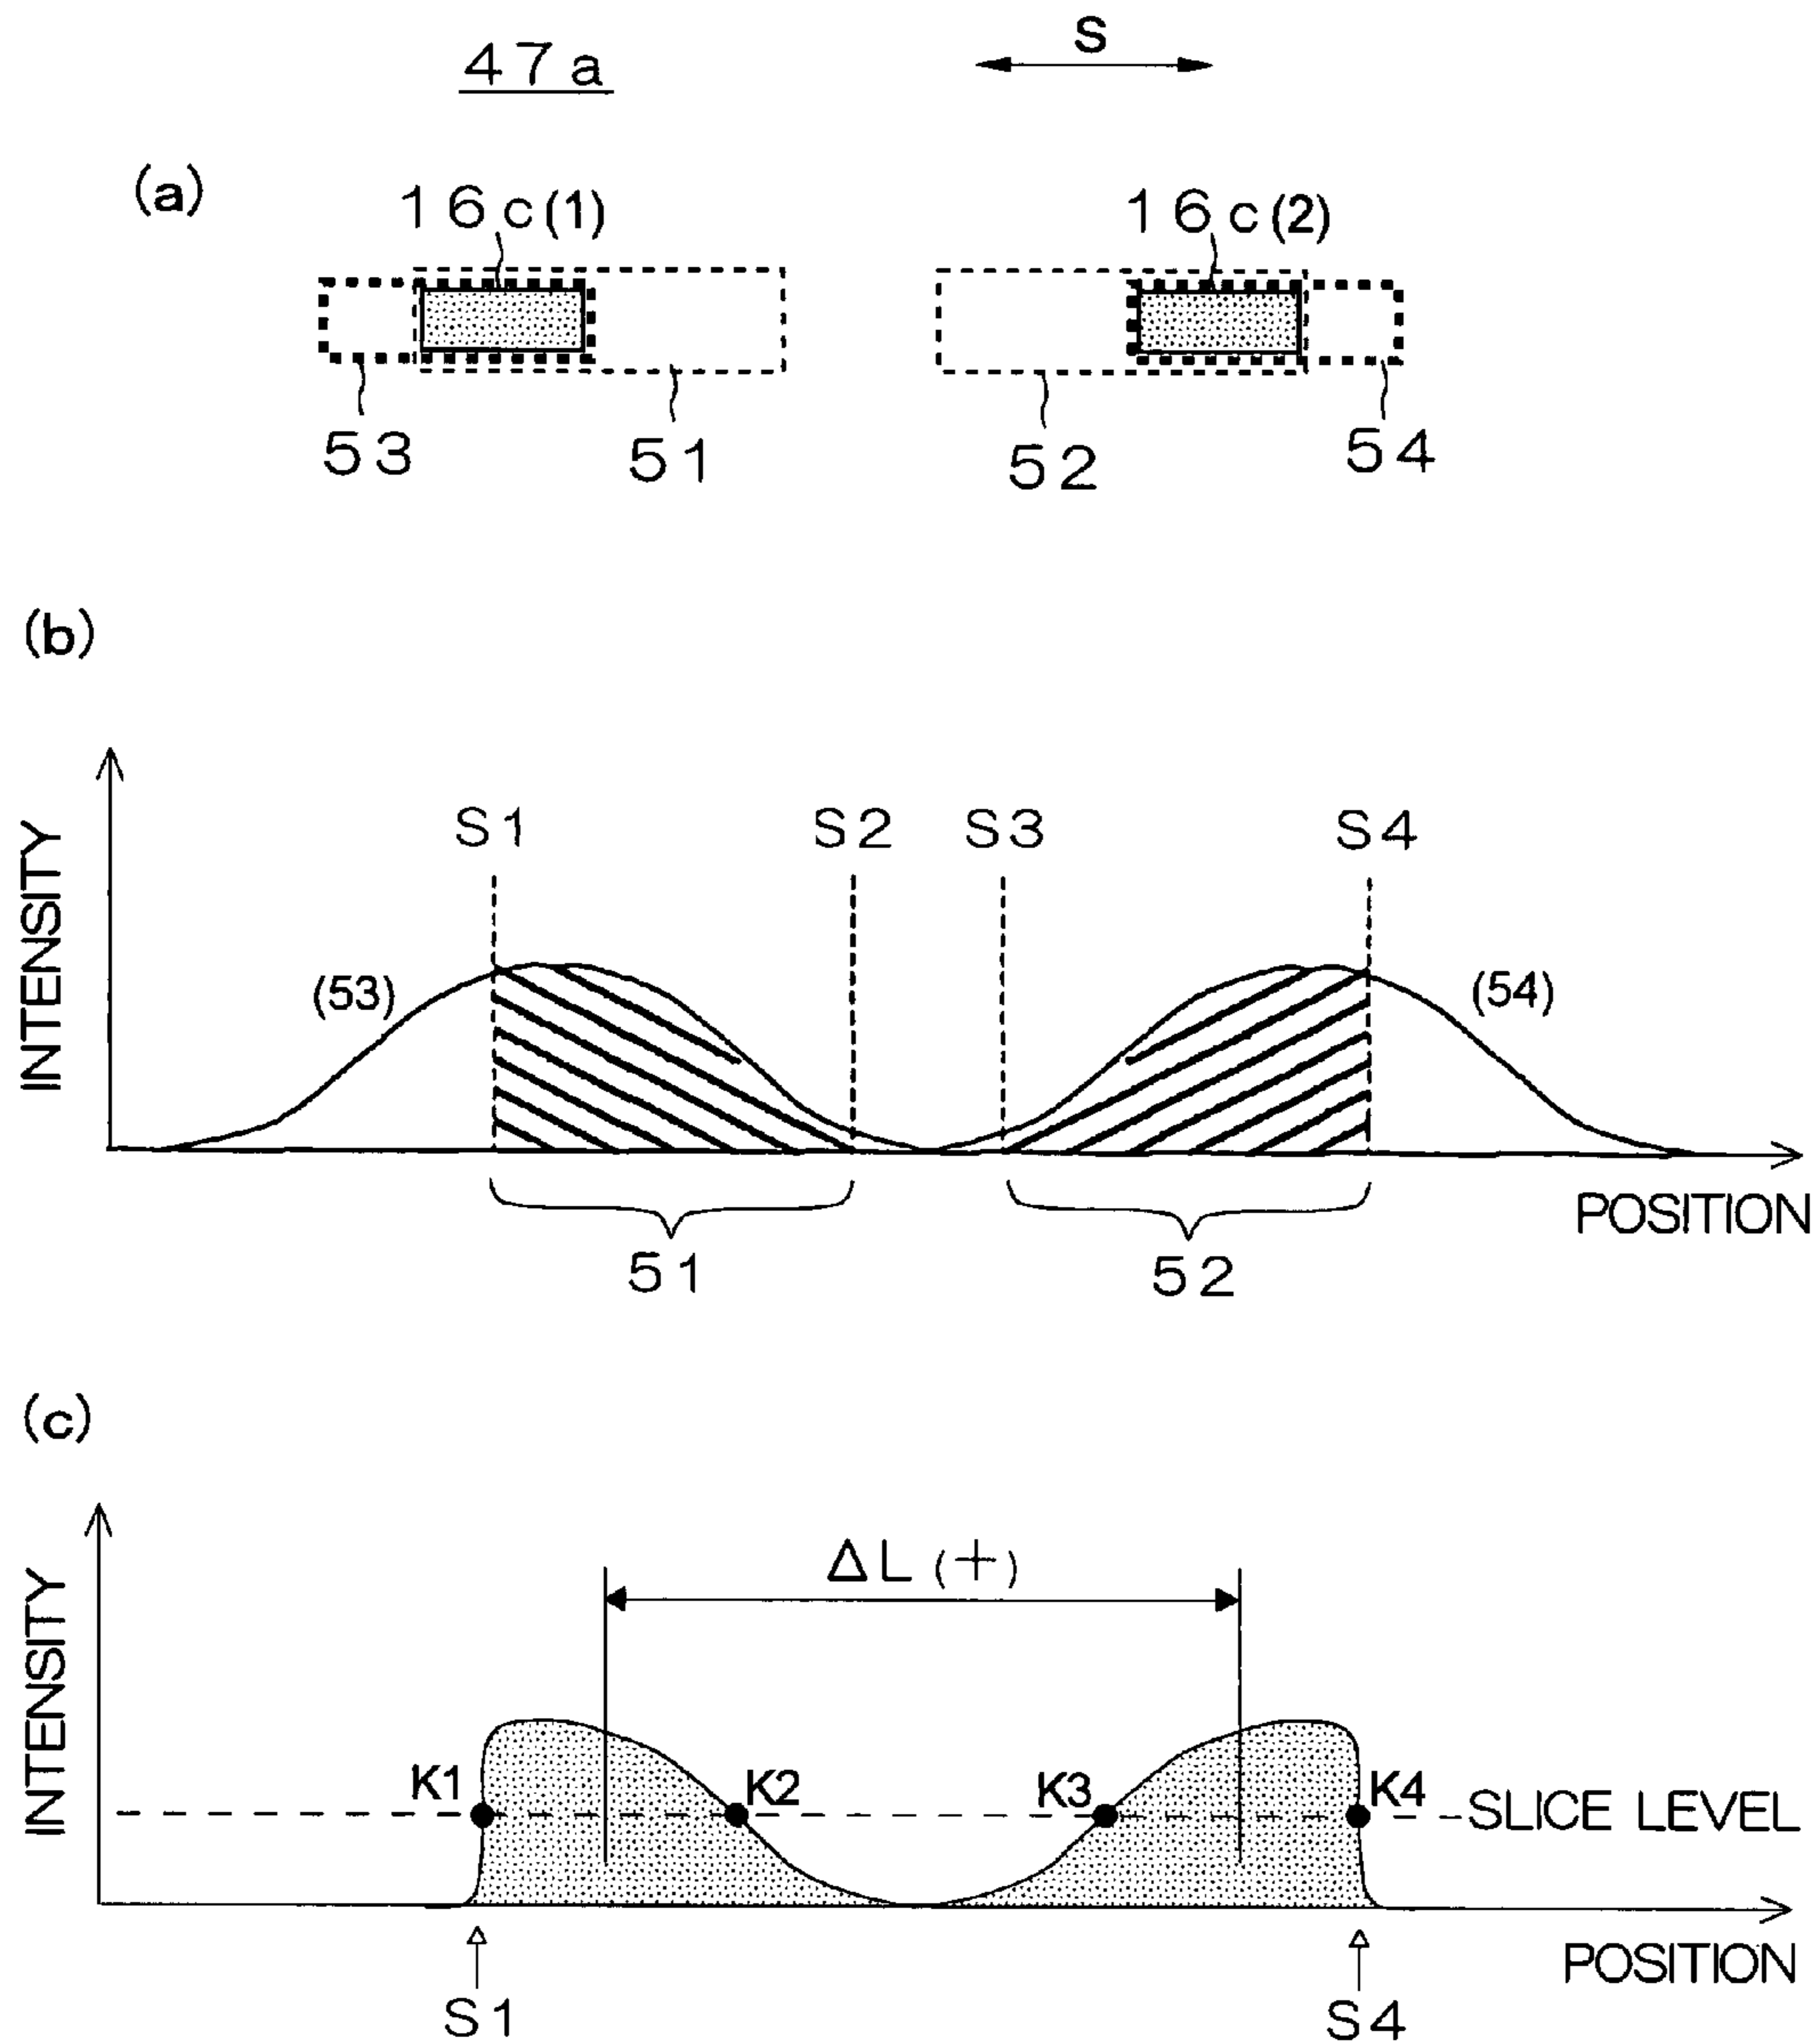 47a S
(a)
16c(1) 16c(2)
53 51 52 54
(b)
S1 S2 S3 S4
INTENSITY
(53) (54)
POSITION
51 52
(c)
ΔL (+)
INTENSITY
K1 K2 K3 K4
SLICE LEVEL
POSITION
S1 S4